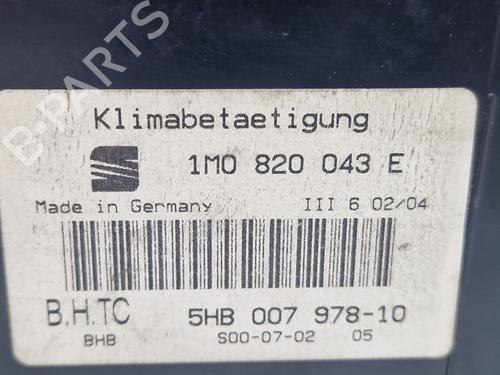 Klimabetaetigung
1M0 820 043 E
Made in Germany III 6 02/04
B.H.TC 5HB 007 978-10
BHB S00-07-02 05
B-PARTS